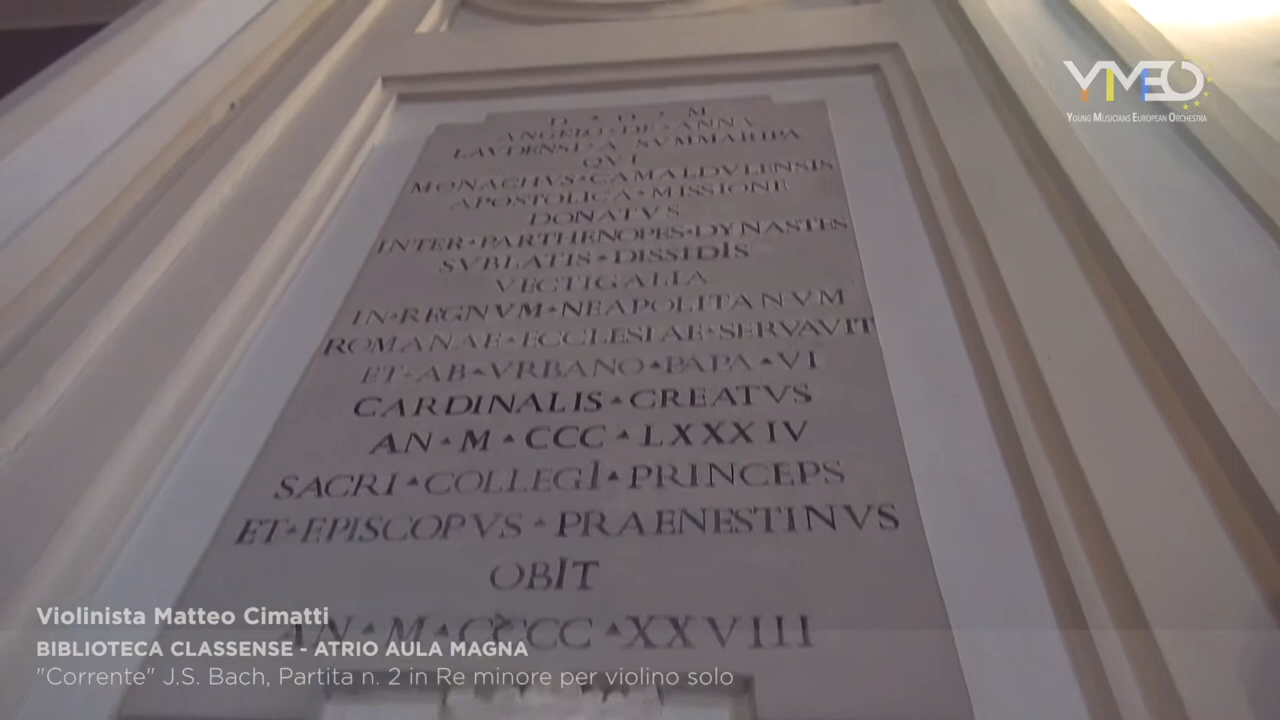 YMEO
YOUNG MUSICIANS EUROPEAN ORCHESTRA
D ▴ O ▴ M
ANGELO ▴ DE ▴ ANNA
LAVDENSI ▴ A ▴ SVMMARIPA
QVI
MONACHVS ▴ CAMALDVLENSIS
APOSTOLICA ▴ MISSIONE
DONATVS
INTER ▴ PARTHENOPES ▴ DYNASTES
SVBLATIS ▴ DISSIDIS
VECTIGALIA
IN ▴ REGNVM ▴ NEAPOLITANVM
ROMANAE ▴ ECCLESIAE ▴ SERVAVIT
ET ▴ AB ▴ VRBANO ▴ PAPA ▴ VI
CARDINALIS ▴ CREATVS
AN ▴ M ▴ CCC ▴ LXXXIV
SACRI ▴ COLLEGI ▴ PRINCEPS
ET ▴ EPISCOPVS ▴ PRAENESTINVS
OBIT
AN ▴ M ▴ CCCC ▴ XXVIII
Violinista Matteo Cimatti
BIBLIOTECA CLASSENSE - ATRIO AULA MAGNA
"Corrente" J.S. Bach, Partita n. 2 in Re minore per violino solo